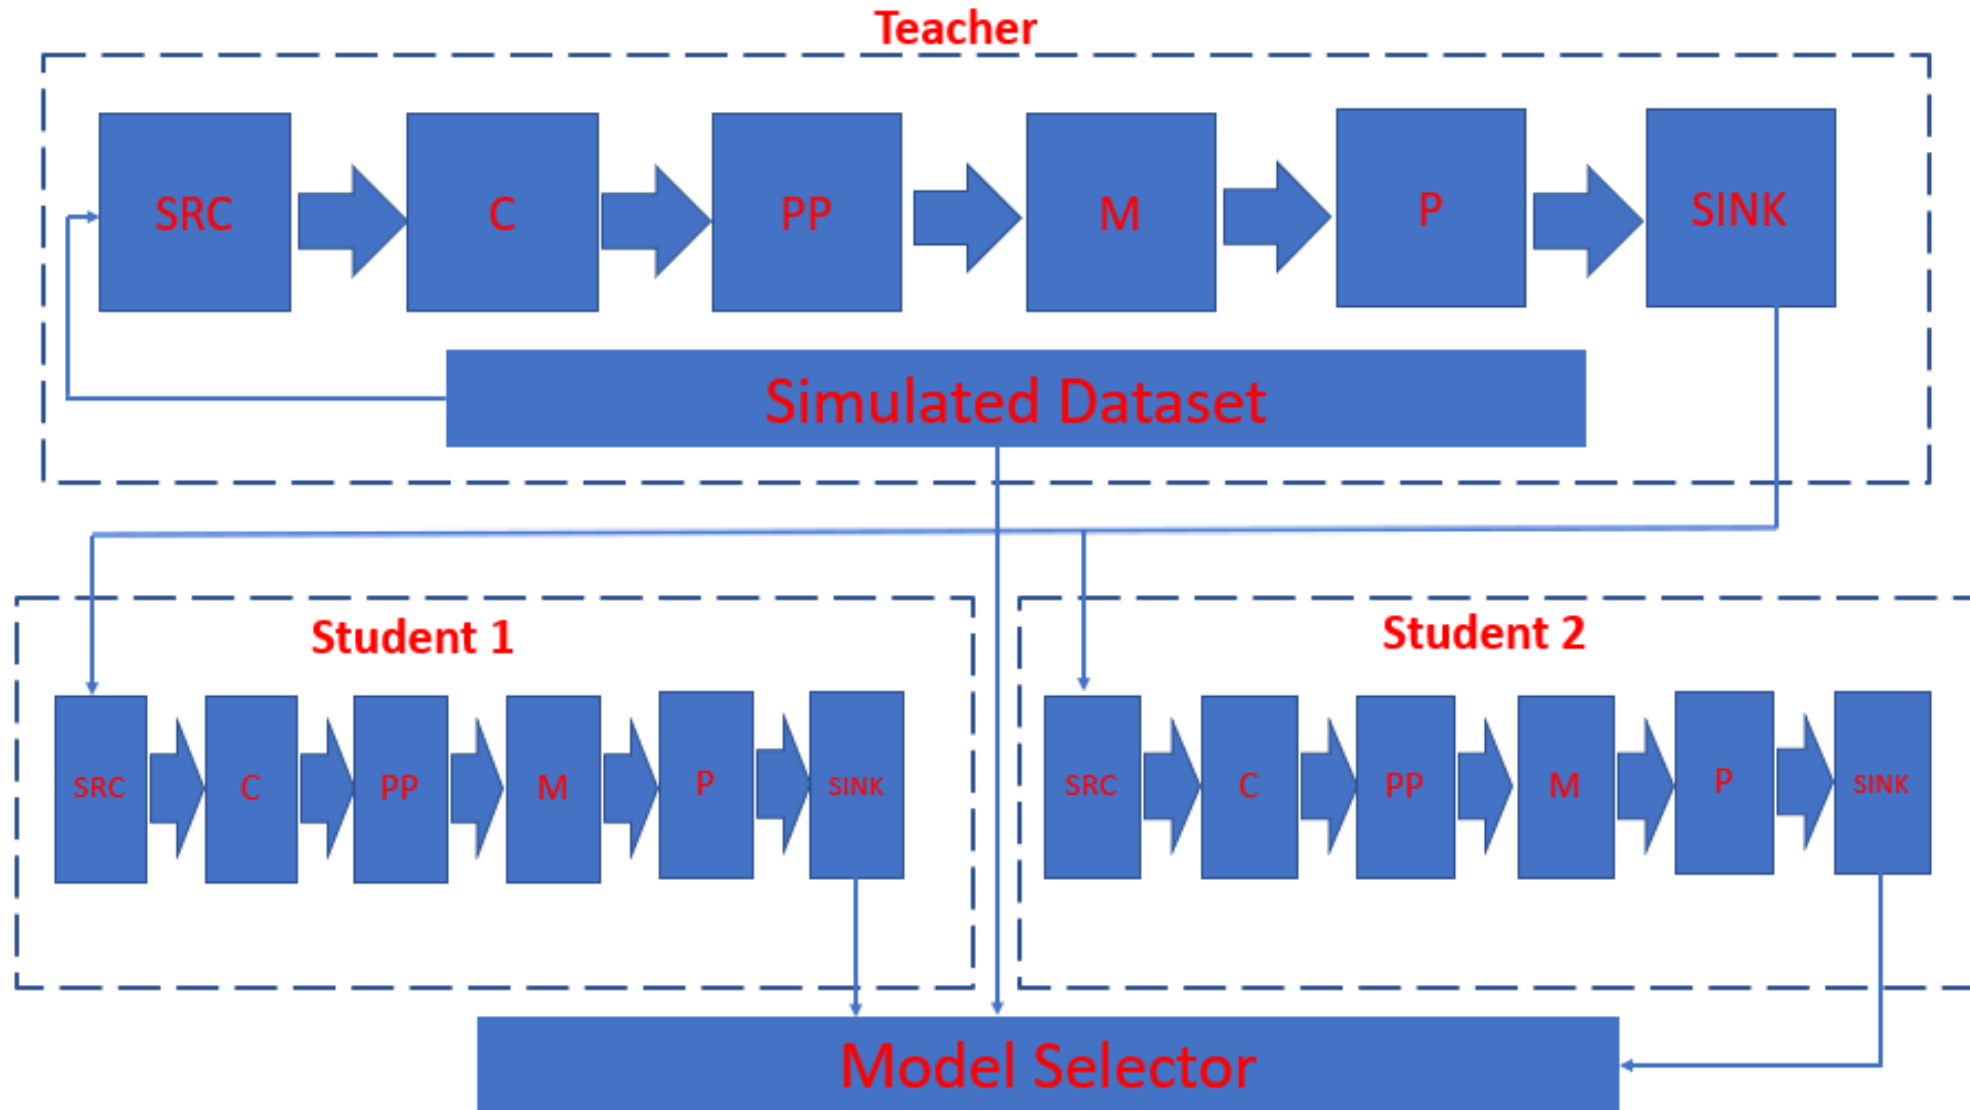 Teacher
SRC C PP M P SINK
Simulated Dataset
Student 1
SRC C PP M P SINK
Student 2
SRC C PP M P SINK
Model Selector